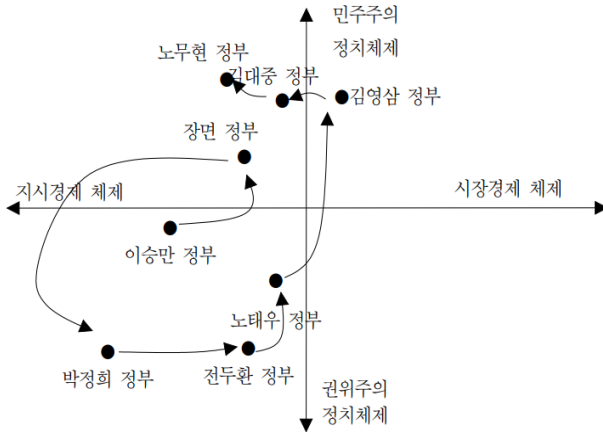 민주주의
정치체제
노무현 정부
김대중 정부
김영삼 정부
장면 정부
지시경제 체제
시장경제 체제
이승만 정부
노태우 정부
박정희 정부
전두환 정부
권위주의
정치체제